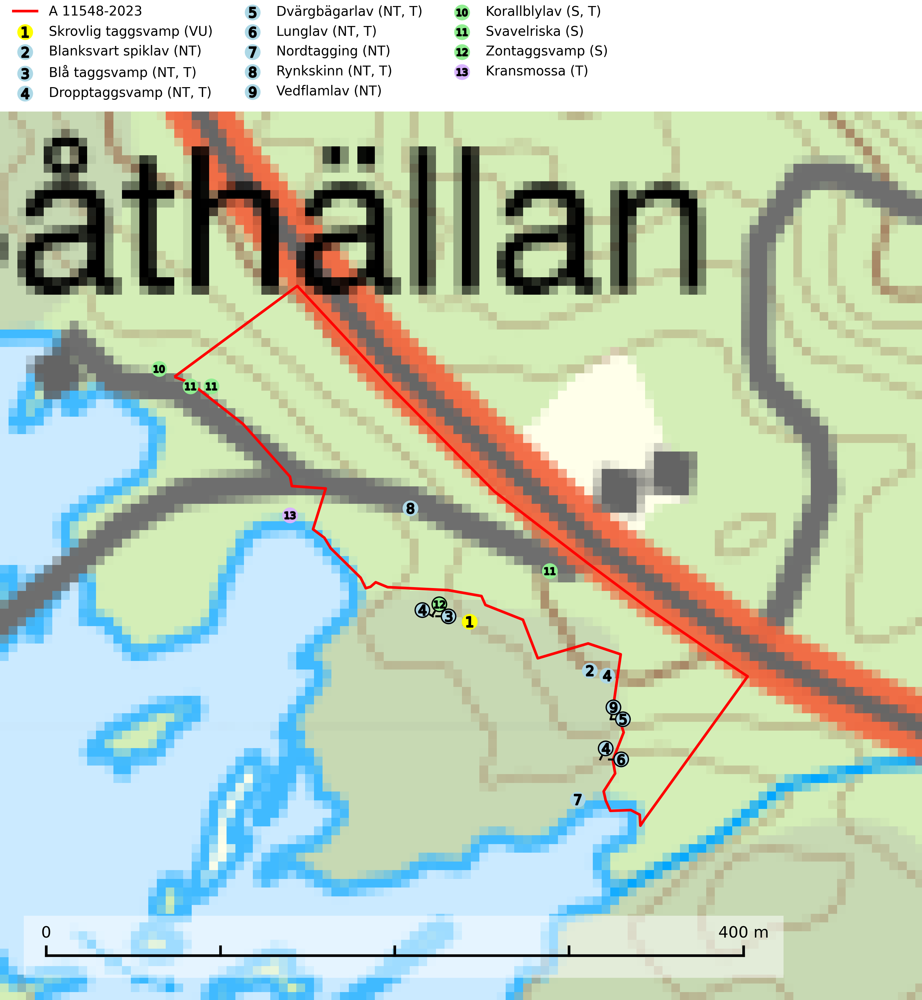 A 11548-2023
1 Skrovlig taggsvamp (VU)
2 Blanksvart spiklav (NT)
3 Blå taggsvamp (NT, T)
4 Dropptaggsvamp (NT, T)
5 Dvärgbägarlav (NT, T)
6 Lunglav (NT, T)
7 Nordtagging (NT)
8 Rynkskinn (NT, T)
9 Vedflamlav (NT)
10 Korallblylav (S, T)
11 Svavelriska (S)
12 Zontaggsvamp (S)
13 Kransmossa (T)
åthällan
10
11 11
8
13
11
12
4
3
1
2
4
9
5
4
6
7
0 400 m